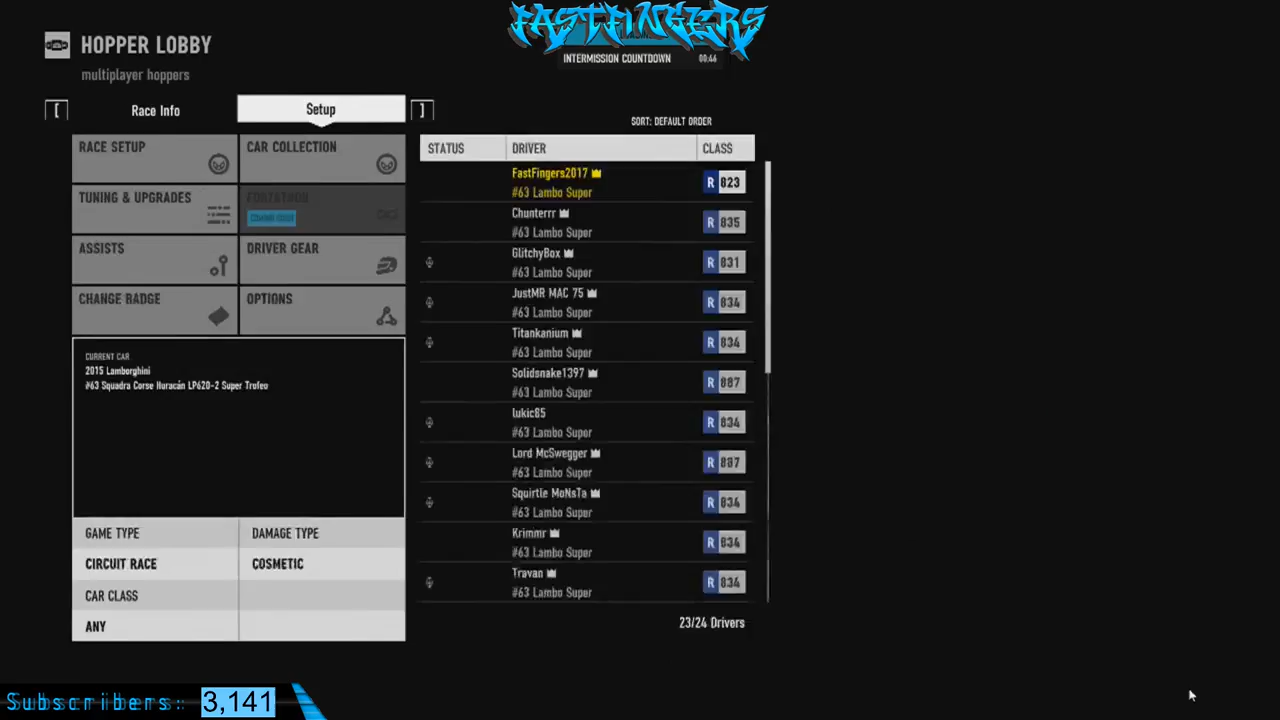 FASTFINGERS
HOPPER LOBBY
INTERMISSION COUNTDOWN 00:46
multiplayer hoppers
[ Race Info Setup ]
SORT: DEFAULT ORDER
RACE SETUP
CAR COLLECTION
TUNING & UPGRADES
FORZATHON
COMING SOON
ASSISTS
DRIVER GEAR
CHANGE BADGE
OPTIONS
CURRENT CAR
2015 Lamborghini
#63 Squadra Corse Huracán LP620-2 Super Trofeo
GAME TYPE
DAMAGE TYPE
CIRCUIT RACE
COSMETIC
CAR CLASS
ANY
STATUS DRIVER CLASS
FastFingers2017 R 823
#63 Lambo Super
Chunterrr R 835
#63 Lambo Super
GlitchyBox R 831
#63 Lambo Super
JustMR MAC 75 R 834
#63 Lambo Super
Titankanium R 834
#63 Lambo Super
Solidsnake1397 R 887
#63 Lambo Super
lukic85 R 834
#63 Lambo Super
Lord McSwegger R 887
#63 Lambo Super
Squirtle MoNsTa R 834
#63 Lambo Super
Krimmr R 834
#63 Lambo Super
Travan R 834
#63 Lambo Super
23/24 Drivers
Subscribers: 3,141